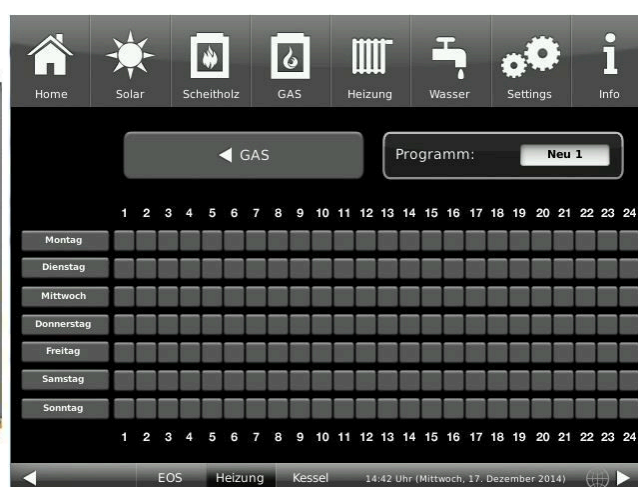 Home Solar Scheitholz GAS Heizung Wasser Settings Info
GAS Programm: Neu 1
1 2 3 4 5 6 7 8 9 10 11 12 13 14 15 16 17 18 19 20 21 22 23 24
Montag
Dienstag
Mittwoch
Donnerstag
Freitag
Samstag
Sonntag
1 2 3 4 5 6 7 8 9 10 11 12 13 14 15 16 17 18 19 20 21 22 23 24
EOS Heizung Kessel 14:42 Uhr (Mittwoch, 17. Dezember 2014)